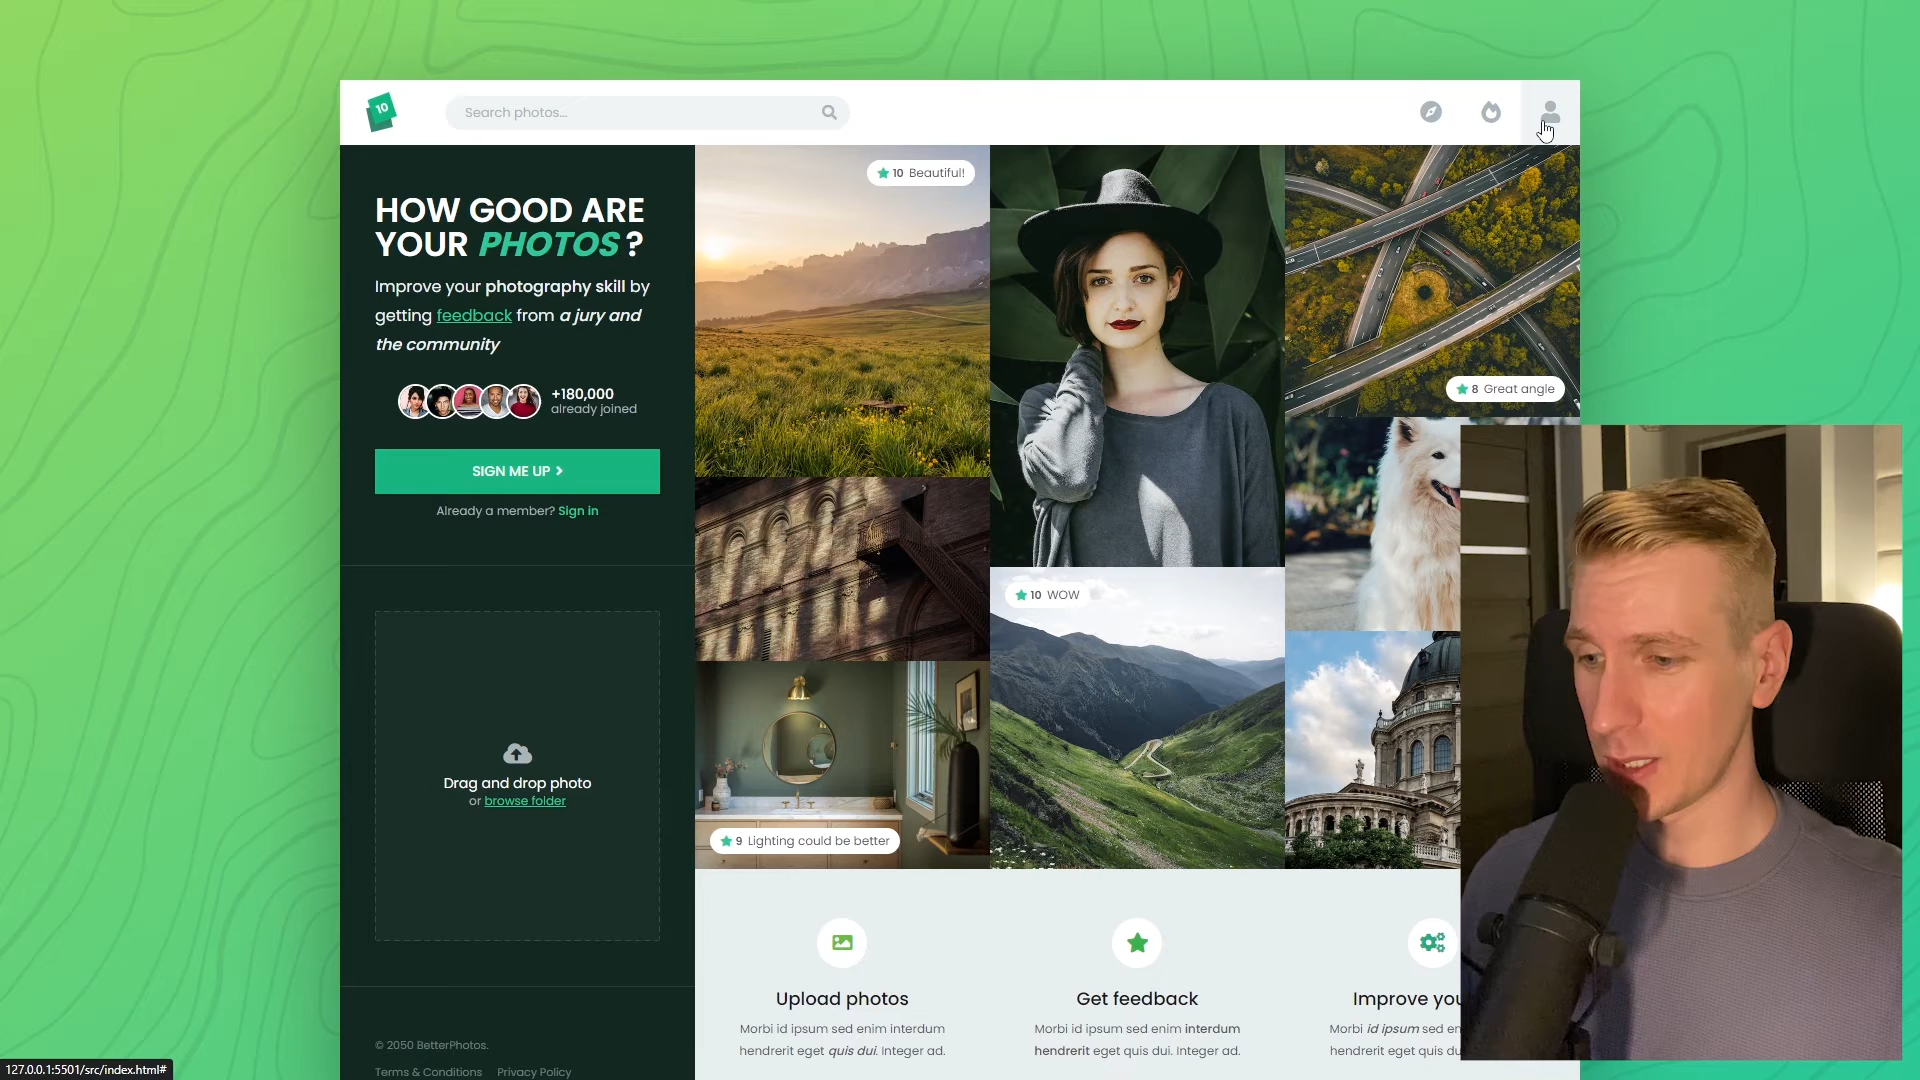 10
Search photos...
HOW GOOD ARE
YOUR PHOTOS ?
Improve your photography skill by
getting feedback from a jury and
the community
+180,000
already joined
SIGN ME UP
Already a member? Sign in
Drag and drop photo
or browse folder
© 2050 BetterPhotos.
Terms & Conditions Privacy Policy
10 Beautiful!
8 Great angle
10 WOW
9 Lighting could be better
Upload photos
Morbi id ipsum sed enim interdum
hendrerit eget quis dui. Integer ad.
Get feedback
Morbi id ipsum sed enim interdum
hendrerit eget quis dui. Integer ad.
Improve you
Morbi id ipsum sed en
hendrerit eget quis du
127.0.0.1:5501/src/index.html#